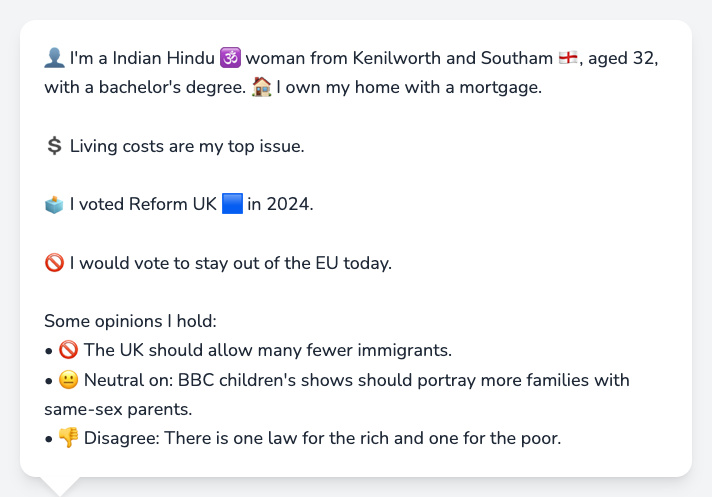 👤 I'm a Indian Hindu 🕉️ woman from Kenilworth and Southam 🏴󠁧󠁢󠁥󠁮󠁧󠁿, aged 32,
with a bachelor's degree. 🏠 I own my home with a mortgage.
💲 Living costs are my top issue.
🗳️ I voted Reform UK 🟦 in 2024.
🚫 I would vote to stay out of the EU today.
Some opinions I hold:
• 🚫 The UK should allow many fewer immigrants.
• 😐 Neutral on: BBC children's shows should portray more families with
same-sex parents.
• 👎 Disagree: There is one law for the rich and one for the poor.